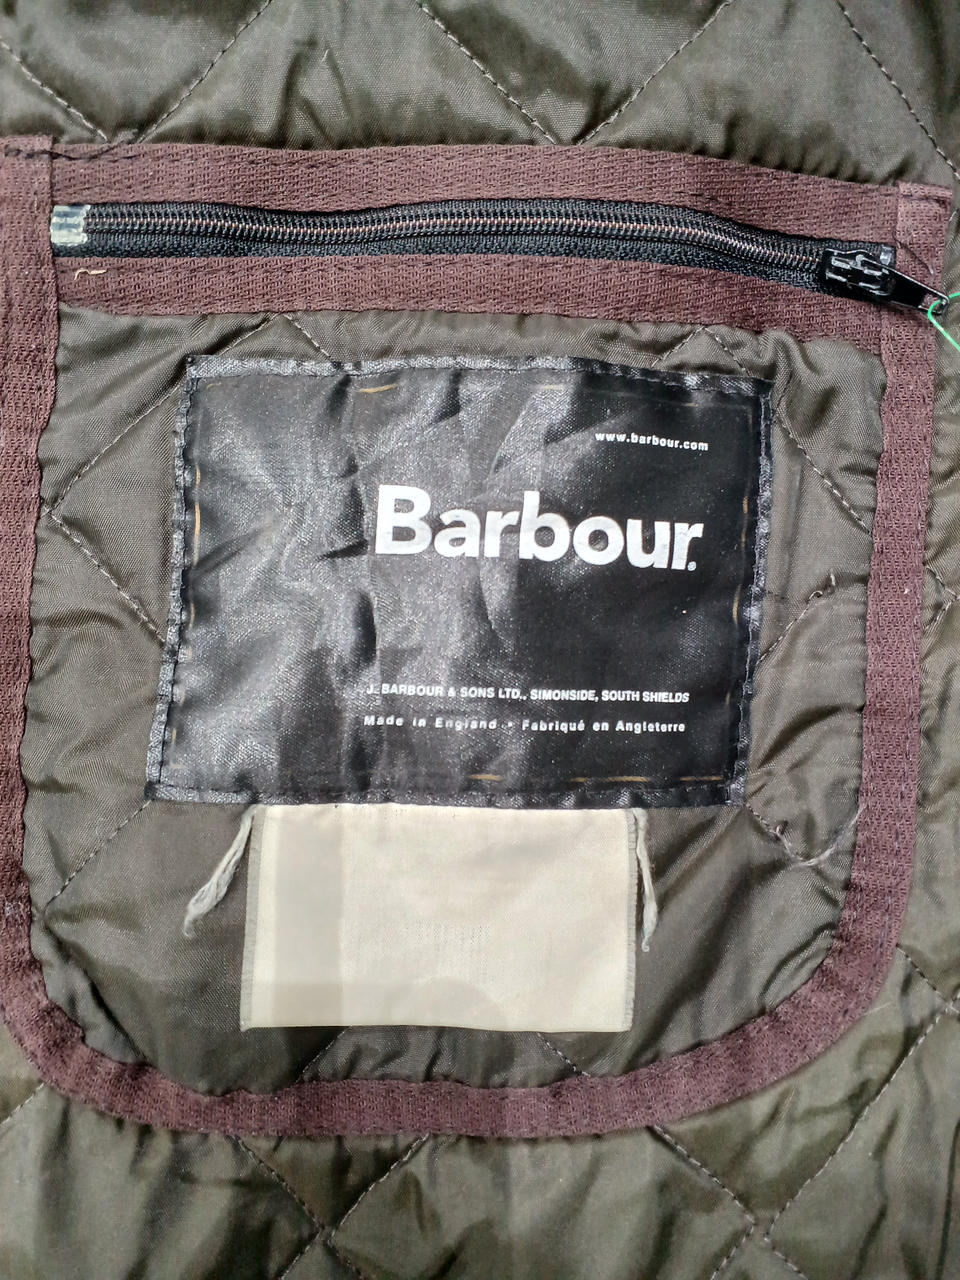 www.barbour.com
Barbour.
J. BARBOUR & SONS LTD., SIMONSIDE, SOUTH SHIELDS
Made in England • Fabriqué en Angleterre